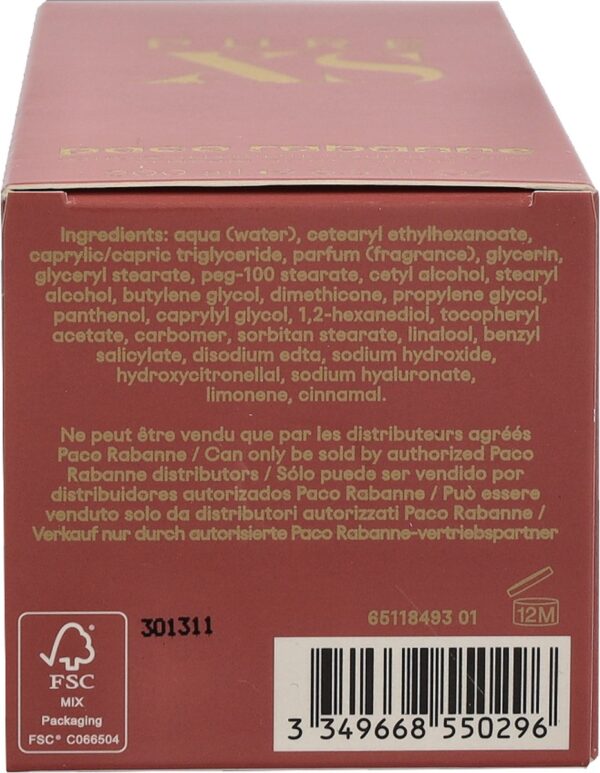 PURE
XS
paco rabanne
Ingredients: aqua (water), cetearyl ethylhexanoate,
caprylic/capric triglyceride, parfum (fragrance), glycerin,
glyceryl stearate, peg-100 stearate, cetyl alcohol, stearyl
alcohol, butylene glycol, dimethicone, propylene glycol,
panthenol, caprylyl glycol, 1,2-hexanediol, tocopheryl
acetate, carbomer, sorbitan stearate, linalool, benzyl
salicylate, disodium edta, sodium hydroxide,
hydroxycitronellal, sodium hyaluronate,
limonene, cinnamal.
Ne peut être vendu que par les distributeurs agréés
Paco Rabanne / Can only be sold by authorized Paco
Rabanne distributors / Sólo puede ser vendido por
distribuidores autorizados Paco Rabanne / Può essere
venduto solo da distributori autorizzati Paco Rabanne /
Verkauf nur durch autorisierte Paco Rabanne-vertriebspartner
65118493 01
12M
301311
FSC
MIX
Packaging
FSC® C066504
3 349668 550296